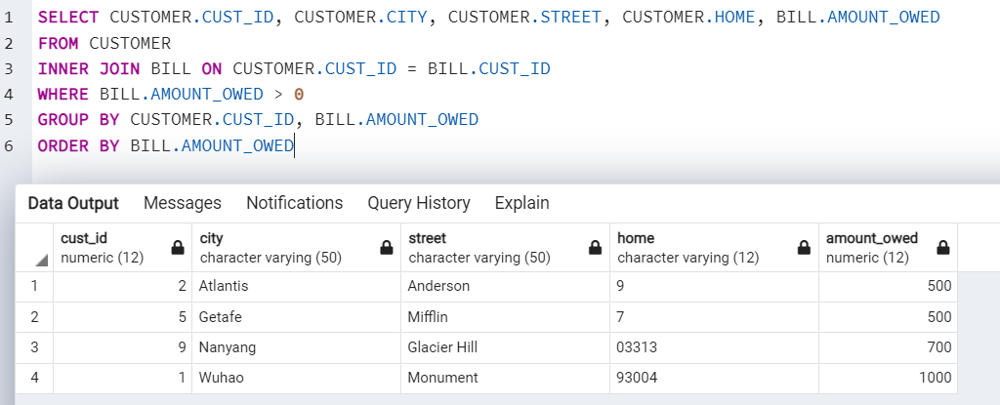 1 SELECT CUSTOMER.CUST_ID, CUSTOMER.CITY, CUSTOMER.STREET, CUSTOMER.HOME, BILL.AMOUNT_OWED
2 FROM CUSTOMER
3 INNER JOIN BILL ON CUSTOMER.CUST_ID = BILL.CUST_ID
4 WHERE BILL.AMOUNT_OWED > 0
5 GROUP BY CUSTOMER.CUST_ID, BILL.AMOUNT_OWED
6 ORDER BY BILL.AMOUNT_OWED
Data Output Messages Notifications Query History Explain
cust_id city street home amount_owed
numeric (12) character varying (50) character varying (50) character varying (12) numeric (12)
1 2 Atlantis Anderson 9 500
2 5 Getafe Mifflin 7 500
3 9 Nanyang Glacier Hill 03313 700
4 1 Wuhao Monument 93004 1000